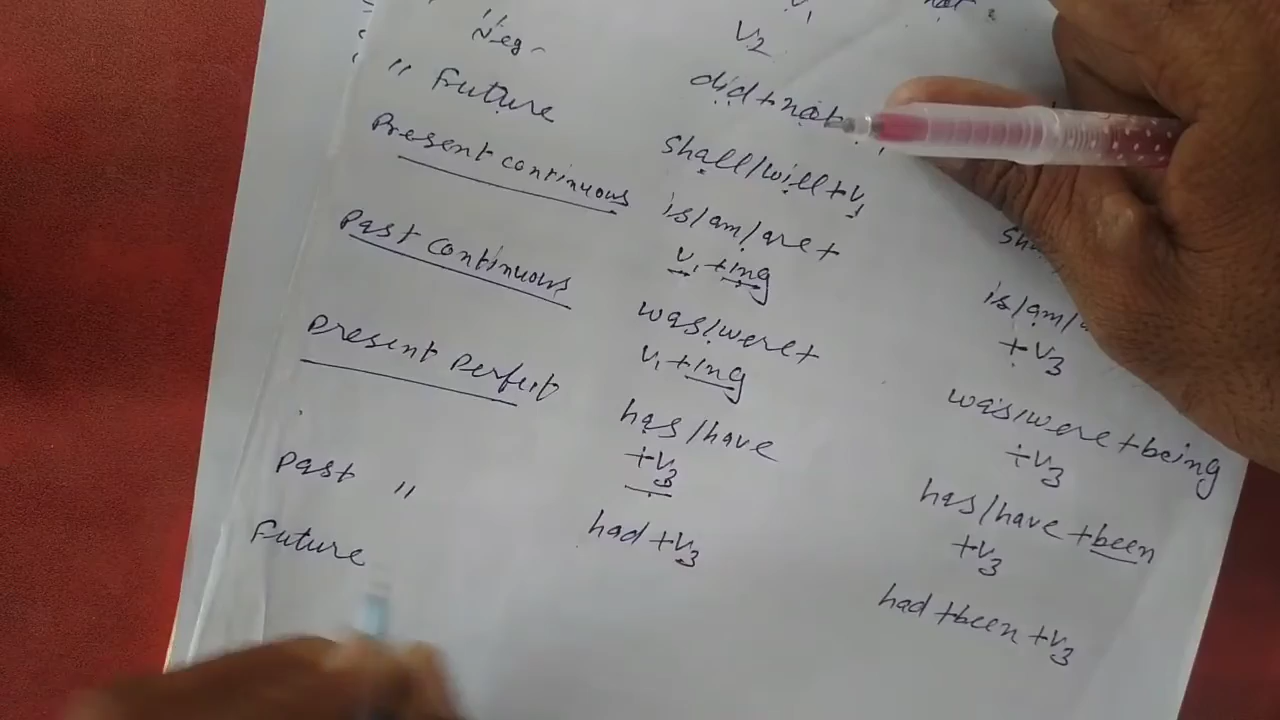 Neg-
V2
" Future
did+not
Present continuous
shall/will+V1
is/am/are+
V1+ing
Past continuous
was/were+
V1+ing
is/am/
+V3
Present Perfect
has/have
+V3
was/were+being
+V3
Past "
had+V3
has/have+been
+V3
Future
had+been+V3